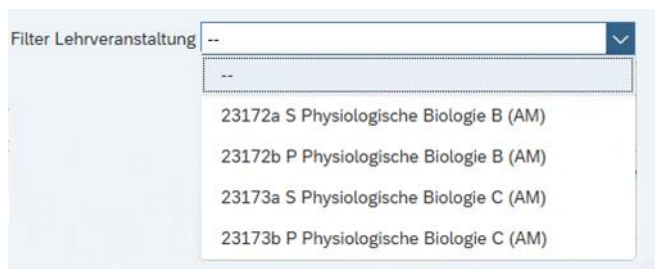 Filter Lehrveranstaltung --
--
23172a S Physiologische Biologie B (AM)
23172b P Physiologische Biologie B (AM)
23173a S Physiologische Biologie C (AM)
23173b P Physiologische Biologie C (AM)